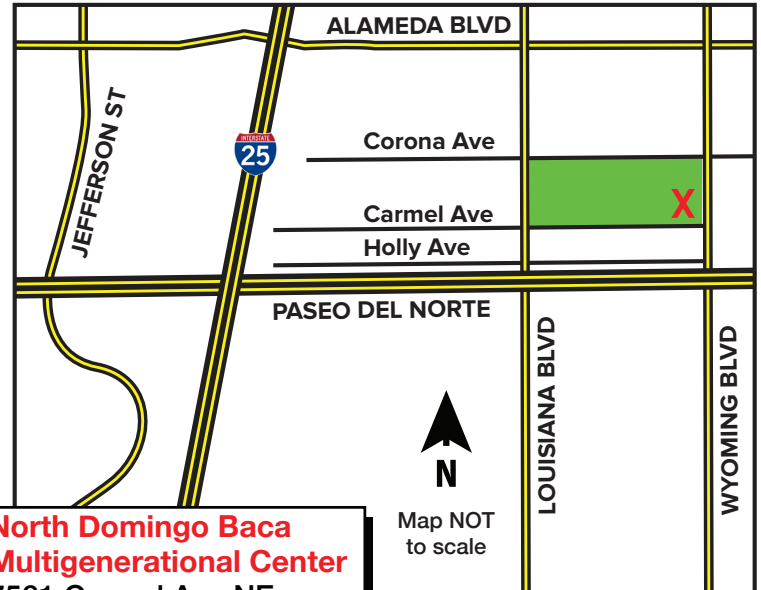 ALAMEDA BLVD
JEFFERSON ST
INTERSTATE
25
Corona Ave
Carmel Ave
X
Holly Ave
PASEO DEL NORTE
LOUISIANA BLVD
WYOMING BLVD
N
Map NOT
to scale
North Domingo Baca
Multigenerational Center